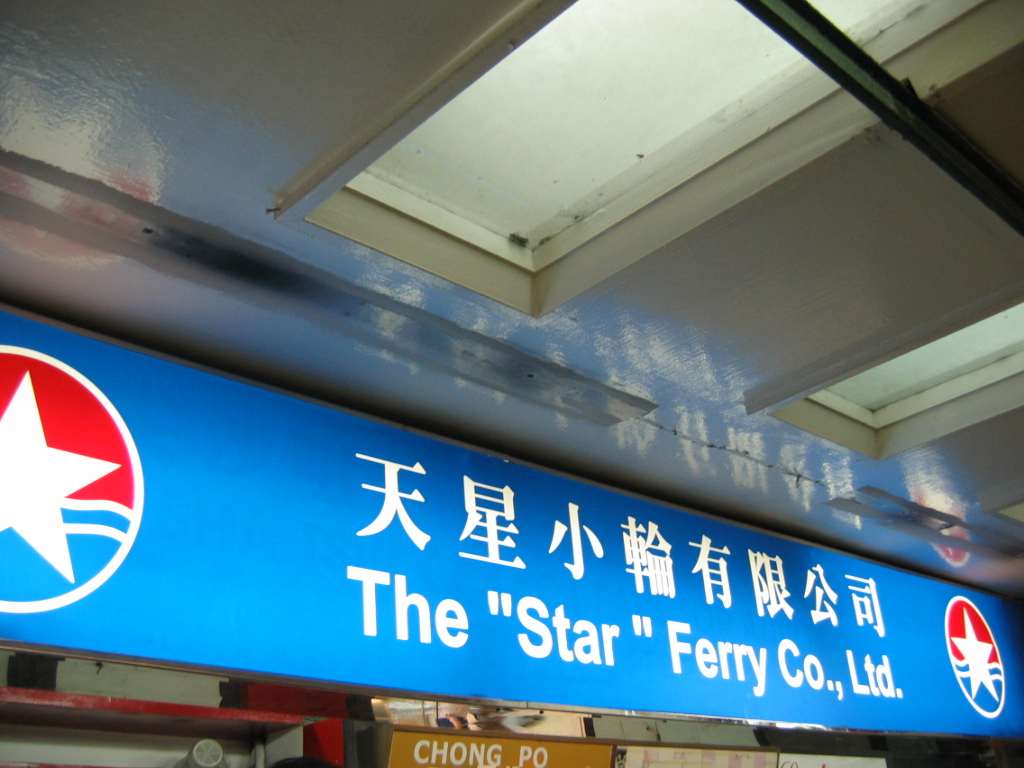 天星小輪有限公司
The "Star " Ferry Co., Ltd.
CHONG PO